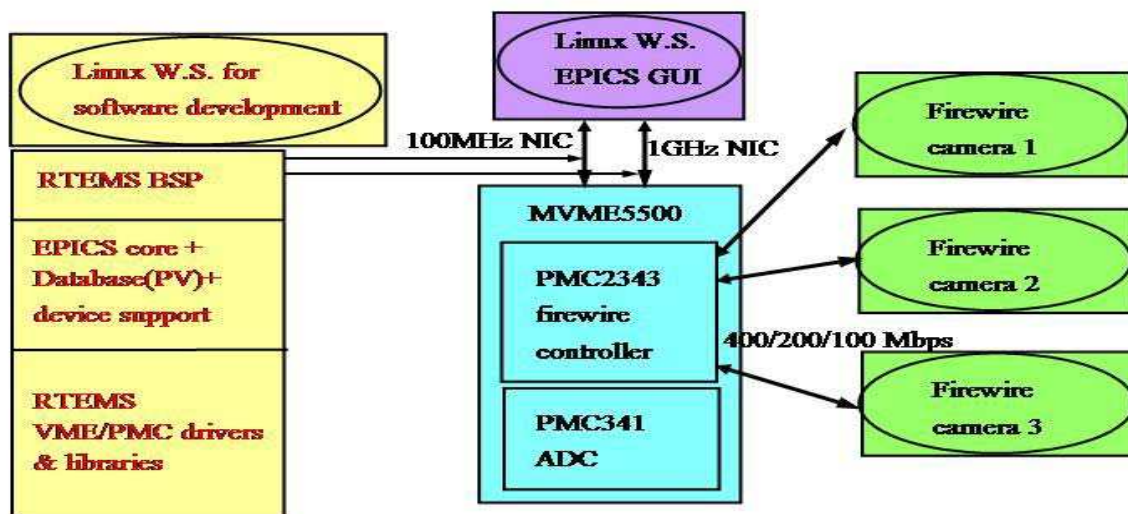 Linux W.S. for
software development
RTEMS BSP
EPICS core +
Database(PV)+
device support
RTEMS
VME/PMC drivers
& libraries
Linux W.S.
EPICS GUI
100MHz NIC
1GHz NIC
MVME5500
PMC2343
firewire
controller
PMC341
ADC
400/200/100 Mbps
Firewire
camera 1
Firewire
camera 2
Firewire
camera 3